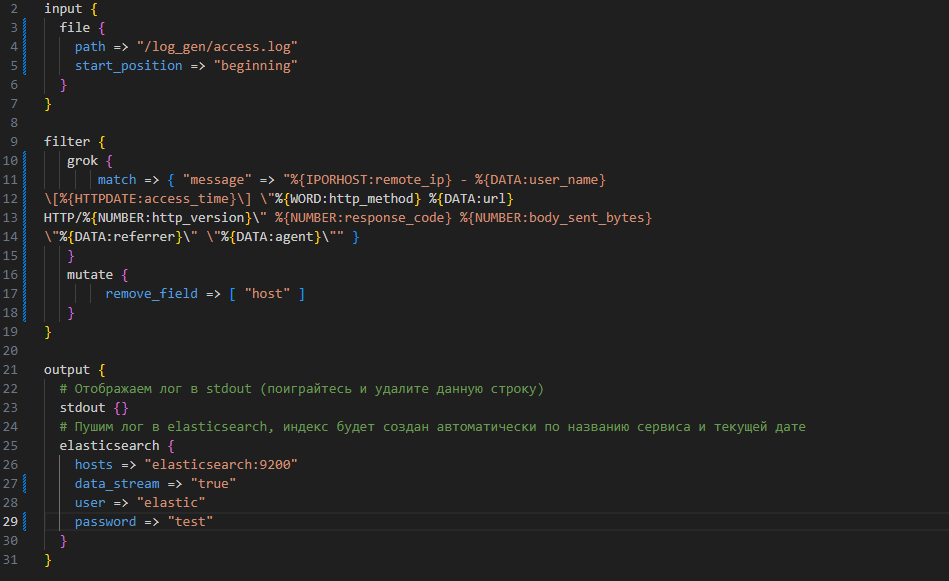 2 input {
3 file {
4 path => "/log_gen/access.log"
5 start_position => "beginning"
6 }
7 }
8
9 filter {
10 grok {
11 match => { "message" => "%{IPORHOST:remote_ip} - %{DATA:user_name}
12 \[%{HTTPDATE:access_time}\] \"%{WORD:http_method} %{DATA:url}
13 HTTP/%{NUMBER:http_version}\" %{NUMBER:response_code} %{NUMBER:body_sent_bytes}
14 \"%{DATA:referrer}\" \"%{DATA:agent}\"" }
15 }
16 mutate {
17 remove_field => [ "host" ]
18 }
19 }
20
21 output {
22 # Отображаем лог в stdout (поиграйтесь и удалите данную строку)
23 stdout {}
24 # Пушим лог в elasticsearch, индекс будет создан автоматически по названию сервиса и текущей дате
25 elasticsearch {
26 hosts => "elasticsearch:9200"
27 data_stream => "true"
28 user => "elastic"
29 password => "test"
30 }
31 }